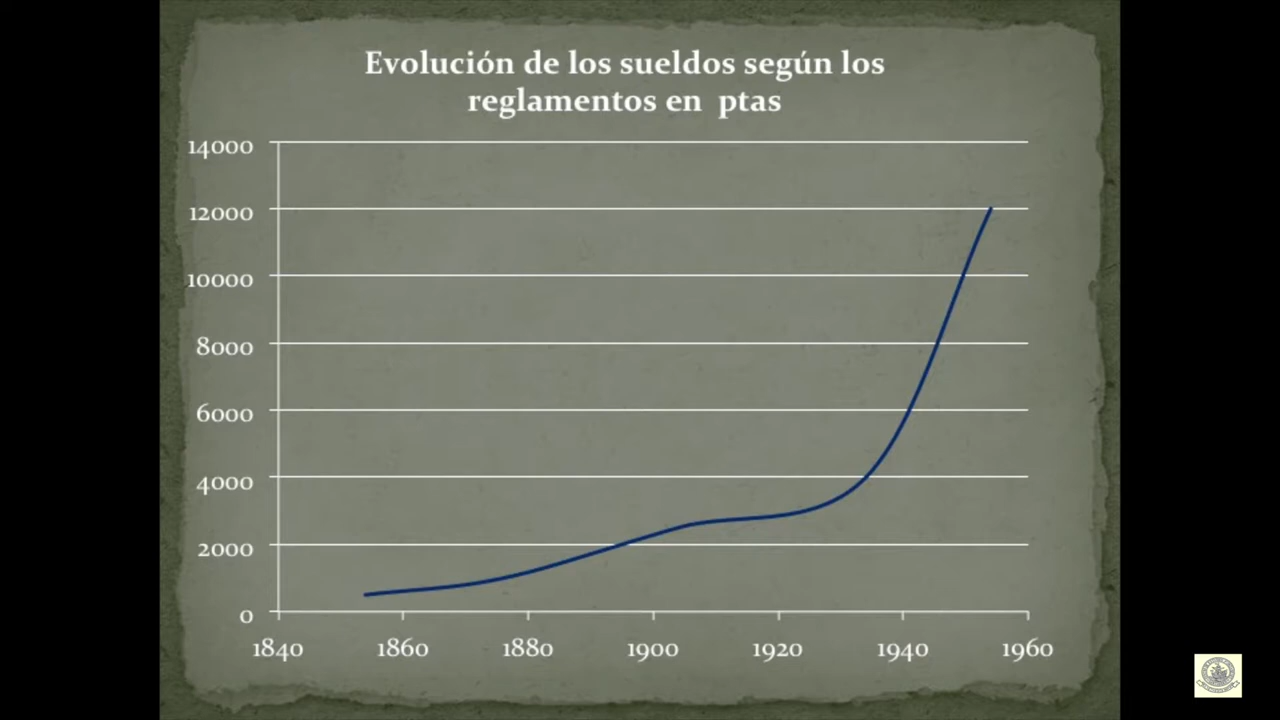 Evolución de los sueldos según los
reglamentos en ptas
14000
12000
10000
8000
6000
4000
2000
0
1840 1860 1880 1900 1920 1940 1960